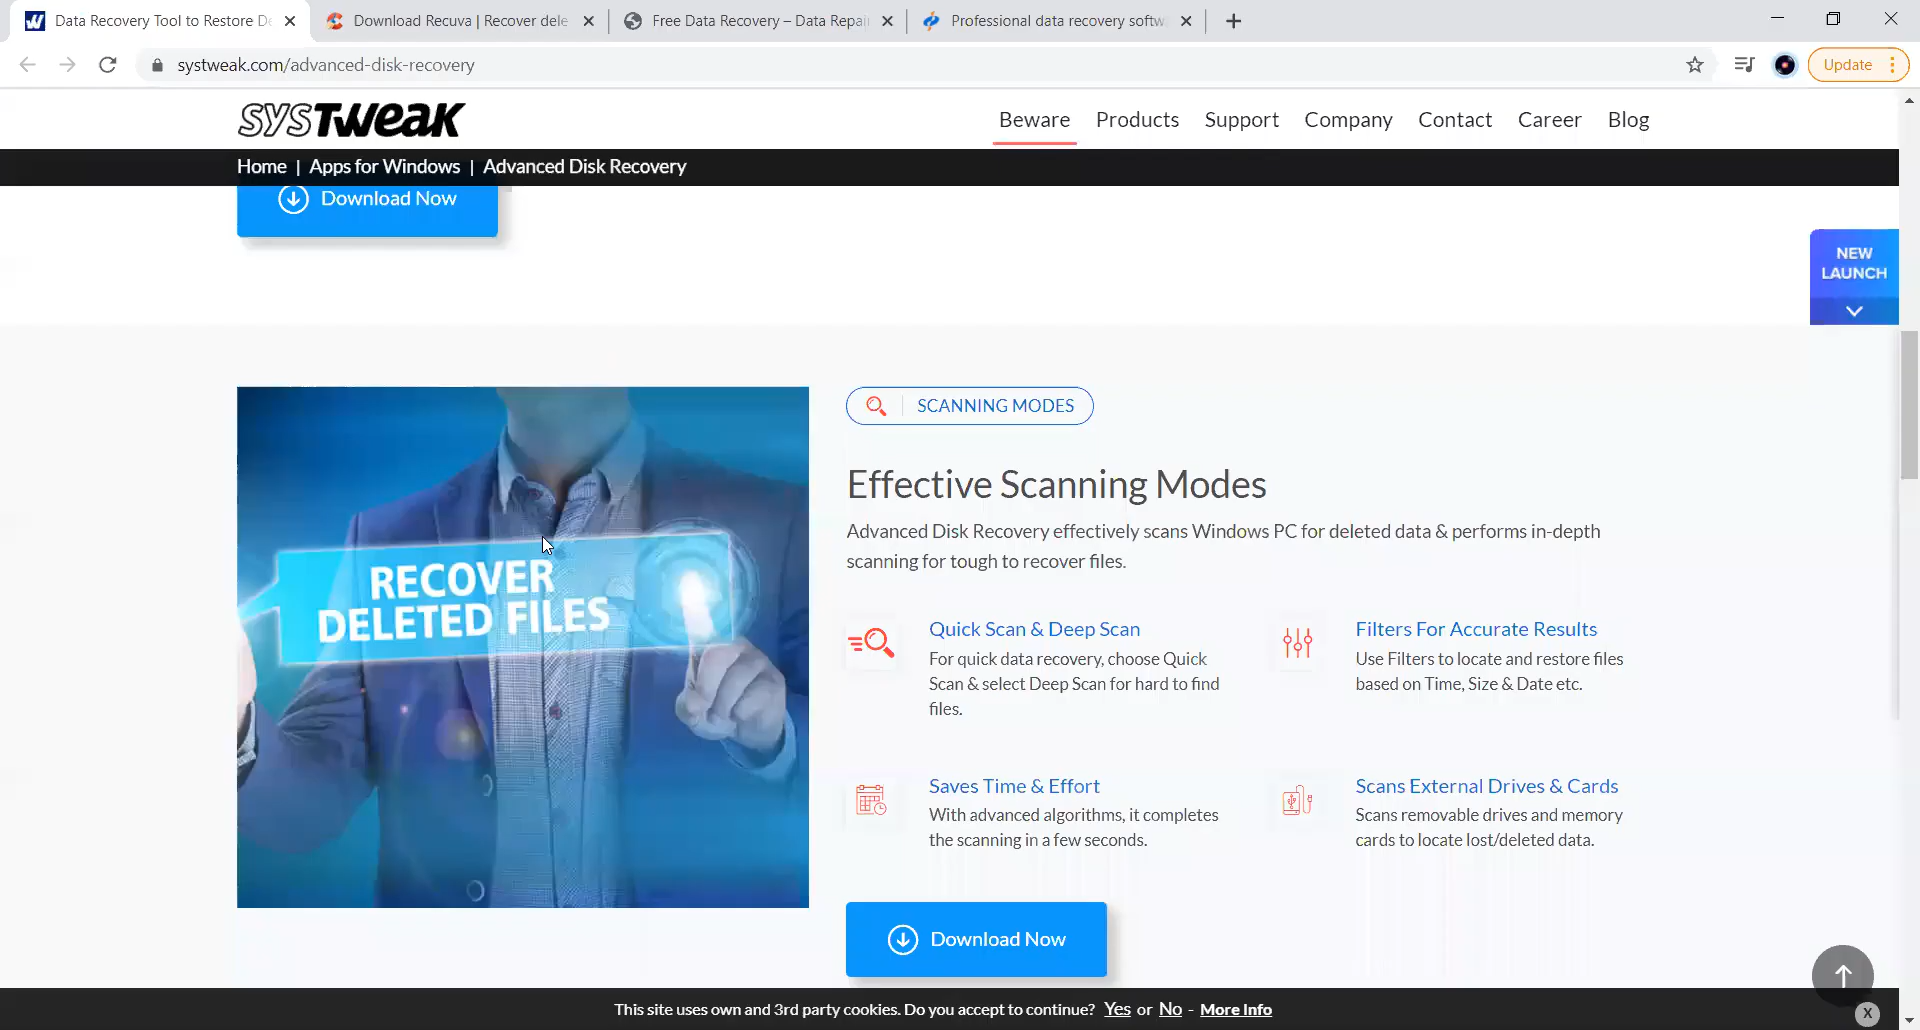 Data Recovery Tool to Restore De
Download Recuva | Recover dele
Free Data Recovery – Data Repai
Professional data recovery softw
systweak.com/advanced-disk-recovery
Update
SYSTweak
Beware
Products
Support
Company
Contact
Career
Blog
Home | Apps for Windows | Advanced Disk Recovery
Download Now
NEW
LAUNCH
SCANNING MODES
Effective Scanning Modes
Advanced Disk Recovery effectively scans Windows PC for deleted data & performs in-depth
scanning for tough to recover files.
RECOVER
DELETED FILES
Quick Scan & Deep Scan
For quick data recovery, choose Quick
Scan & select Deep Scan for hard to find
files.
Filters For Accurate Results
Use Filters to locate and restore files
based on Time, Size & Date etc.
Saves Time & Effort
With advanced algorithms, it completes
the scanning in a few seconds.
Scans External Drives & Cards
Scans removable drives and memory
cards to locate lost/deleted data.
Download Now
This site uses own and 3rd party cookies. Do you accept to continue? Yes or No - More Info
X